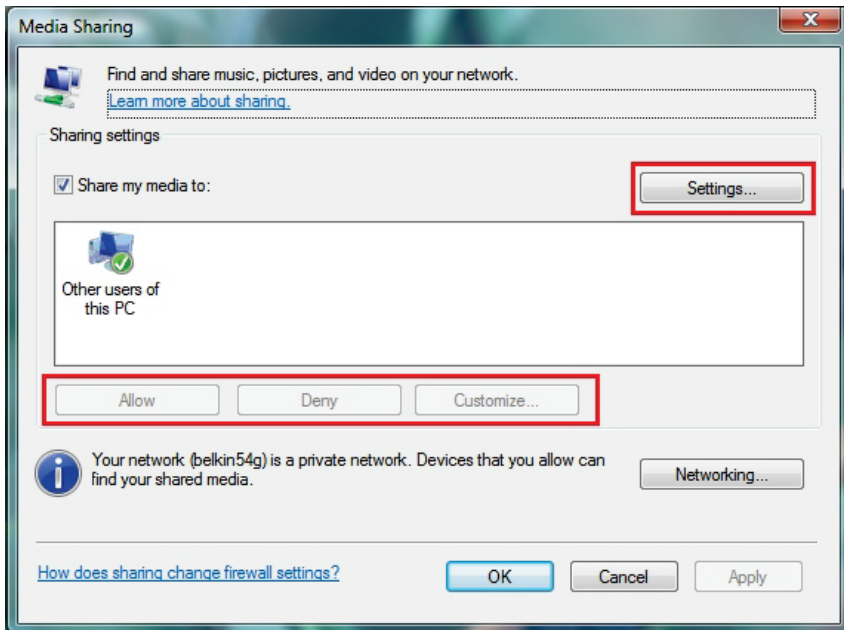 Media Sharing
Find and share music, pictures, and video on your network.
Learn more about sharing.
Sharing settings
Share my media to:
Settings...
Other users of
this PC
Allow
Deny
Customize...
Your network (belkin54g) is a private network. Devices that you allow can
find your shared media.
Networking...
How does sharing change firewall settings?
OK
Cancel
Apply